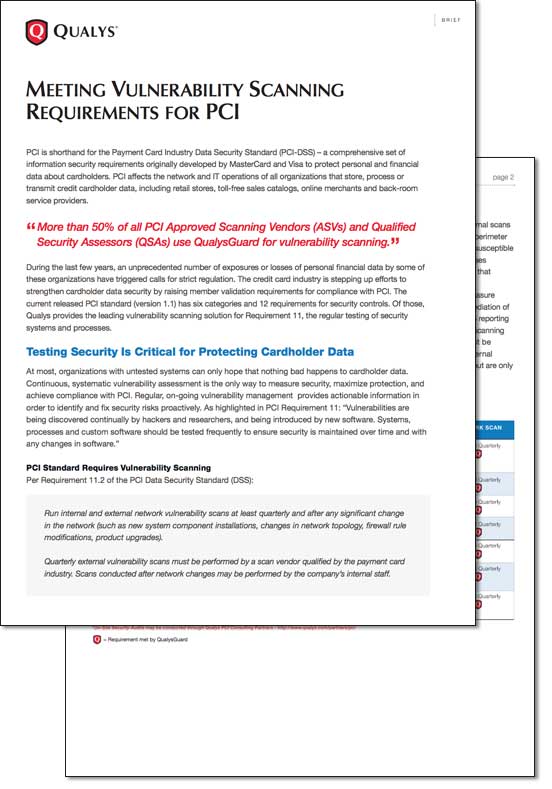 QUALYS
BRIEF
MEETING VULNERABILITY SCANNING
REQUIREMENTS FOR PCI
PCI is shorthand for the Payment Card Industry Data Security Standard (PCI-DSS) – a comprehensive set of
information security requirements originally developed by MasterCard and Visa to protect personal and financial
data about cardholders. PCI affects the network and IT operations of all organizations that store, process or
transmit credit cardholder data, including retail stores, toll-free sales catalogs, online merchants and back-room
service providers.
“More than 50% of all PCI Approved Scanning Vendors (ASVs) and Qualified
Security Assessors (QSAs) use QualysGuard for vulnerability scanning.”
During the last few years, an unprecedented number of exposures or losses of personal financial data by some of
these organizations have triggered calls for strict regulation. The credit card industry is stepping up efforts to
strengthen cardholder data security by raising member validation requirements for compliance with PCI. The
current released PCI standard (version 1.1) has six categories and 12 requirements for security controls. Of those,
Qualys provides the leading vulnerability scanning solution for Requirement 11, the regular testing of security
systems and processes.
Testing Security Is Critical for Protecting Cardholder Data
At most, organizations with untested systems can only hope that nothing bad happens to cardholder data.
Continuous, systematic vulnerability assessment is the only way to measure security, maximize protection, and
achieve compliance with PCI. Regular, on-going vulnerability management provides actionable information in
order to identify and fix security risks proactively. As highlighted in PCI Requirement 11: “Vulnerabilities are
being discovered continually by hackers and researchers, and being introduced by new software. Systems,
processes and custom software should be tested frequently to ensure security is maintained over time and with
any changes in software.”
PCI Standard Requires Vulnerability Scanning
Per Requirement 11.2 of the PCI Data Security Standard (DSS):
Run internal and external network vulnerability scans at least quarterly and after any significant change
in the network (such as new system component installations, changes in network topology, firewall rule
modifications, product upgrades).
Quarterly external vulnerability scans must be performed by a scan vendor qualified by the payment card
industry. Scans conducted after network changes may be performed by the company's internal staff.
page 2
rnal scans
perimeter
susceptible
that
asure
diation of
reporting
canning
t be
ernal
ut are only
RK SCAN
Quarterly
Quarterly
Quarterly
Quarterly
Quarterly
Quarterly
Quarterly
= Requirement met by QualysGuard